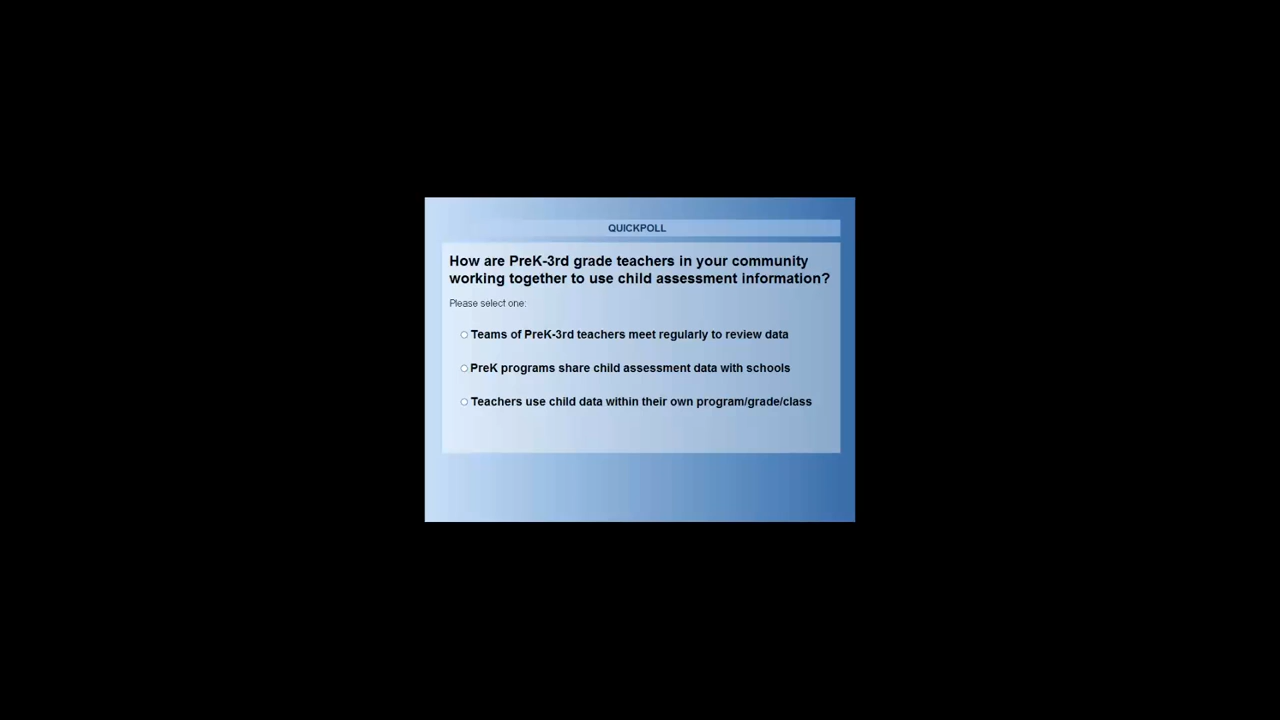 QUICKPOLL
How are PreK-3rd grade teachers in your community
working together to use child assessment information?
Please select one:
Teams of PreK-3rd teachers meet regularly to review data
PreK programs share child assessment data with schools
Teachers use child data within their own program/grade/class